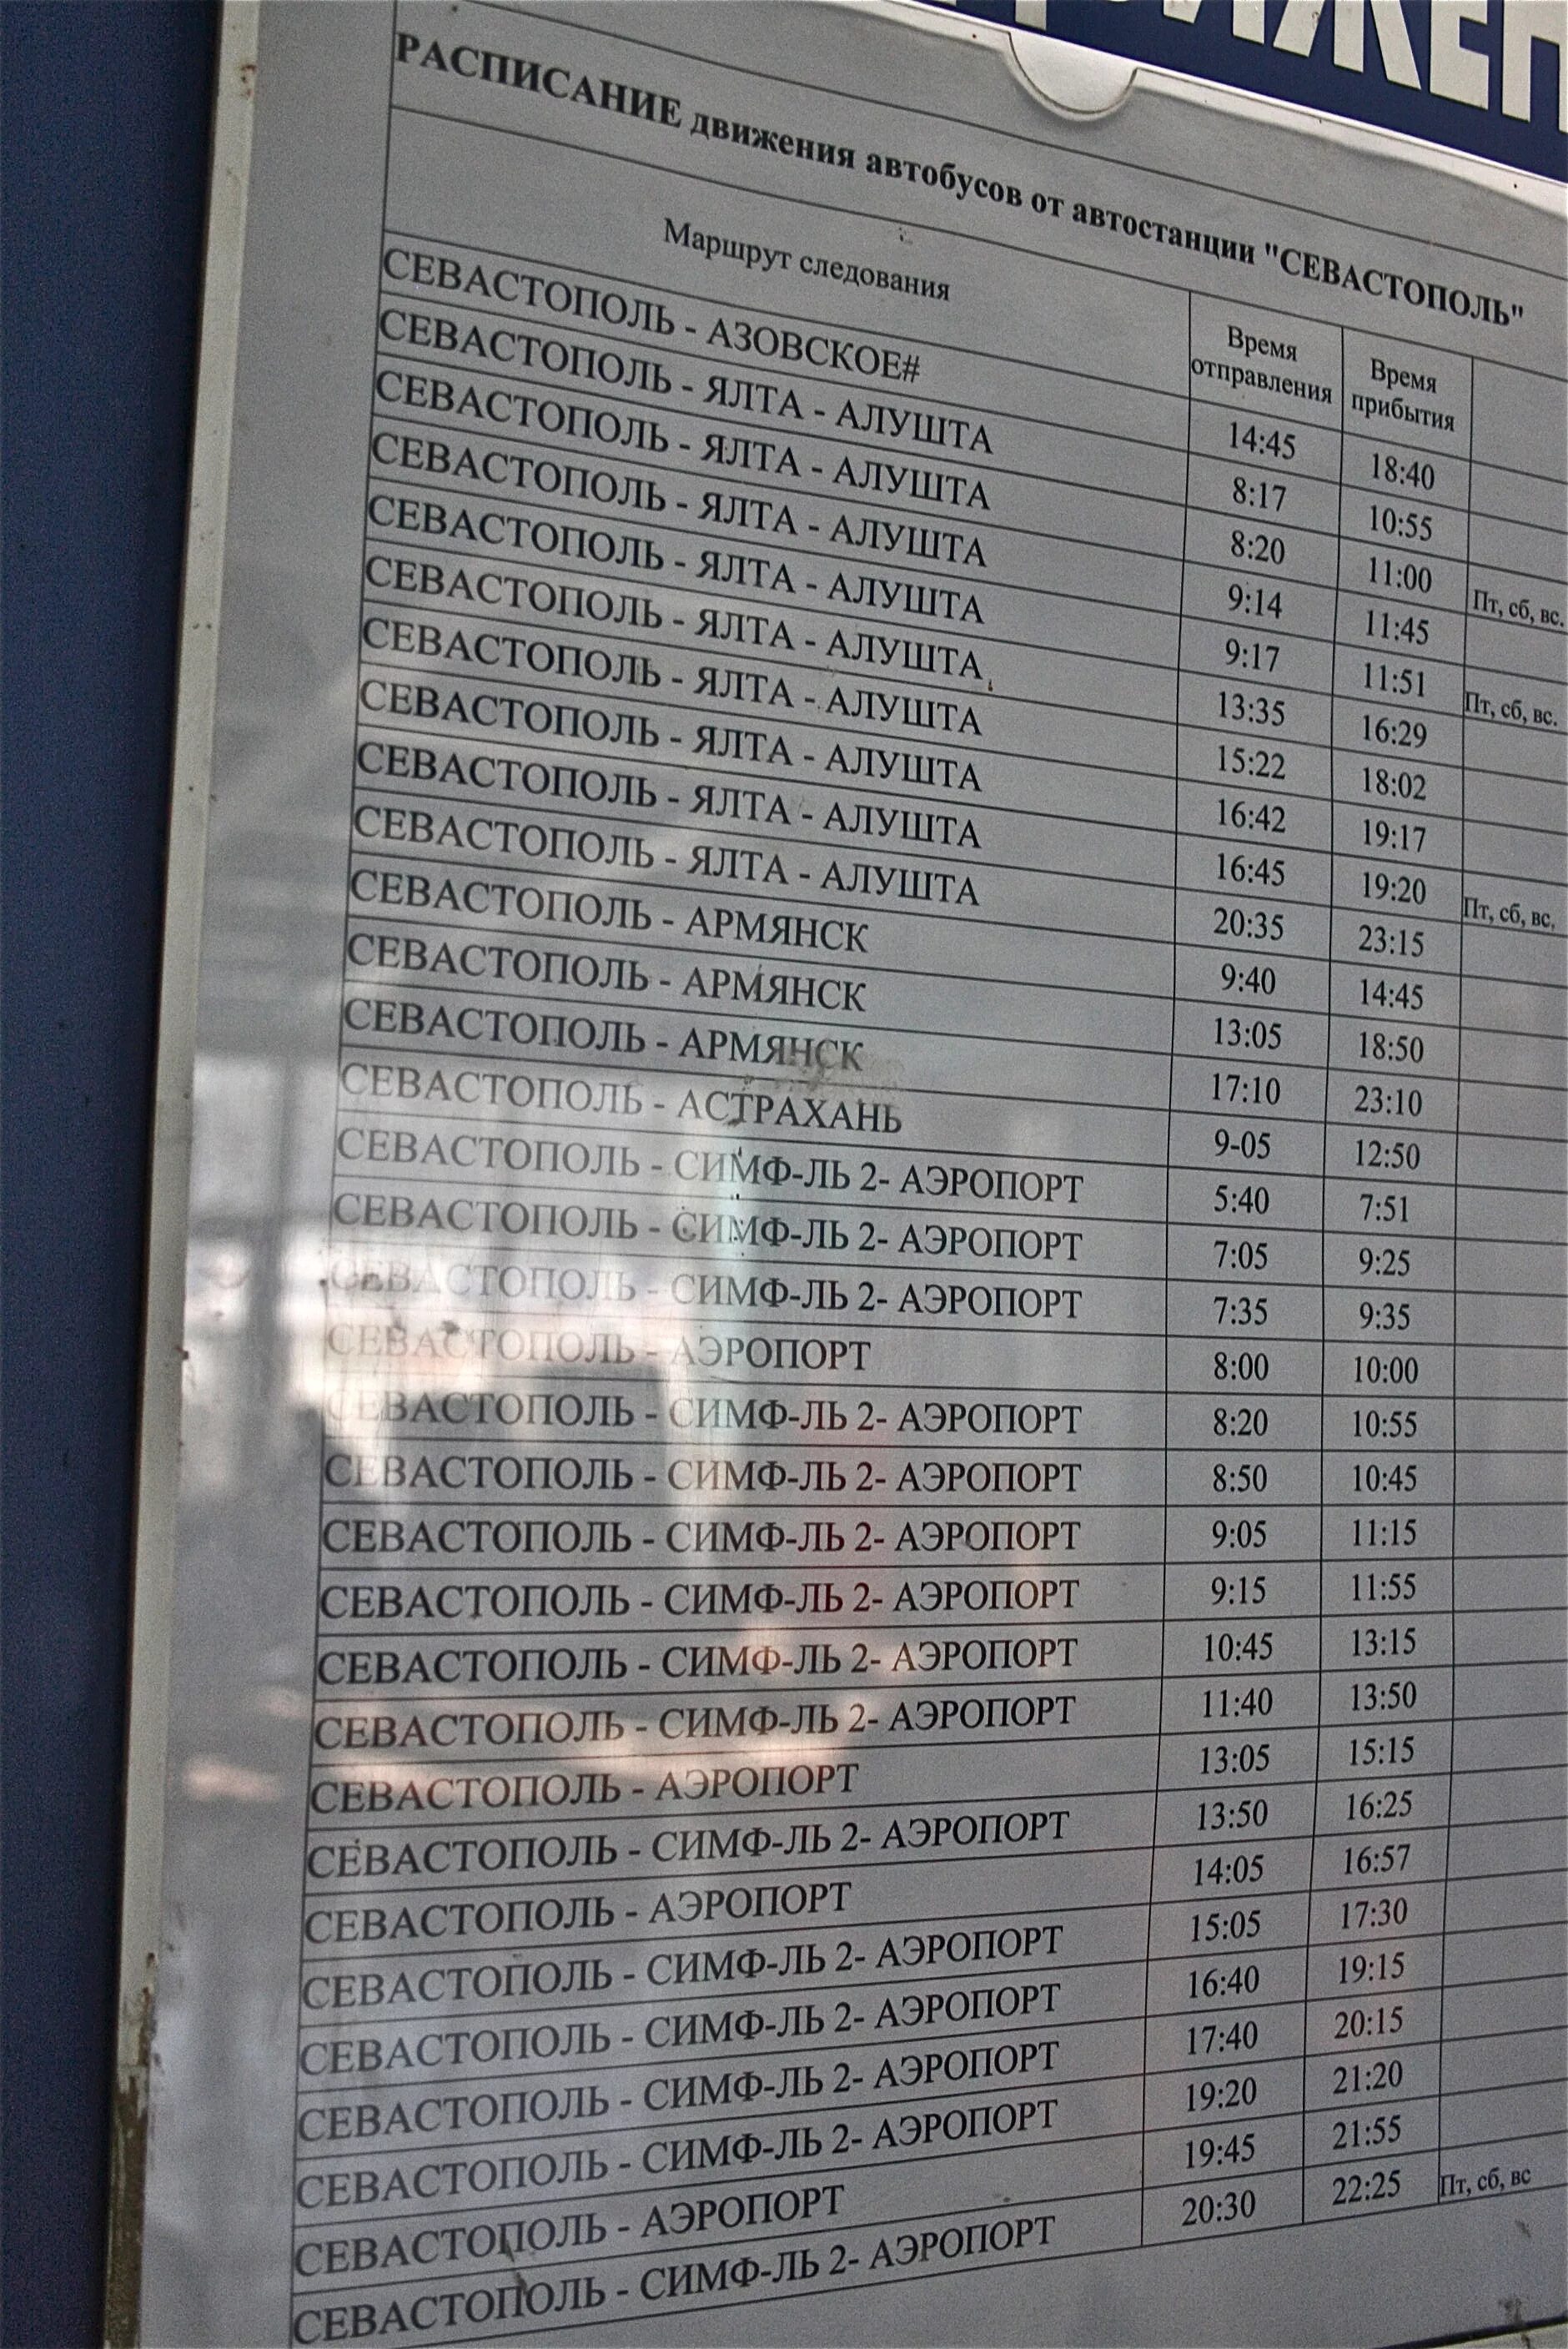 РАСПИСАНИЕ движения автобусов от автостанции "СЕВАСТОПОЛЬ"
Маршрут следования Время отправления Время прибытия
СЕВАСТОПОЛЬ - АЗОВСКОЕ# 14:45 18:40
СЕВАСТОПОЛЬ - ЯЛТА - АЛУШТА 8:17 10:55
СЕВАСТОПОЛЬ - ЯЛТА - АЛУШТА 8:20 11:00 Пт, сб, вс.
СЕВАСТОПОЛЬ - ЯЛТА - АЛУШТА 9:14 11:45
СЕВАСТОПОЛЬ - ЯЛТА - АЛУШТА 9:17 11:51 Пт, сб, вс.
СЕВАСТОПОЛЬ - ЯЛТА - АЛУШТА 13:35 16:29
СЕВАСТОПОЛЬ - ЯЛТА - АЛУШТА 15:22 18:02
СЕВАСТОПОЛЬ - ЯЛТА - АЛУШТА 16:42 19:17
СЕВАСТОПОЛЬ - ЯЛТА - АЛУШТА 16:45 19:20 Пт, сб, вс.
СЕВАСТОПОЛЬ - ЯЛТА - АЛУШТА 20:35 23:15
СЕВАСТОПОЛЬ - АРМЯНСК 9:40 14:45
СЕВАСТОПОЛЬ - АРМЯНСК 13:05 18:50
СЕВАСТОПОЛЬ - АРМЯНСК 17:10 23:10
СЕВАСТОПОЛЬ - АСТРАХАНЬ 9-05 12:50
СЕВАСТОПОЛЬ - СИМФ-ЛЬ 2- АЭРОПОРТ 5:40 7:51
СЕВАСТОПОЛЬ - СИМФ-ЛЬ 2- АЭРОПОРТ 7:05 9:25
СЕВАСТОПОЛЬ - СИМФ-ЛЬ 2- АЭРОПОРТ 7:35 9:35
СЕВАСТОПОЛЬ - АЭРОПОРТ 8:00 10:00
СЕВАСТОПОЛЬ - СИМФ-ЛЬ 2- АЭРОПОРТ 8:20 10:55
СЕВАСТОПОЛЬ - СИМФ-ЛЬ 2- АЭРОПОРТ 8:50 10:45
СЕВАСТОПОЛЬ - СИМФ-ЛЬ 2- АЭРОПОРТ 9:05 11:15
СЕВАСТОПОЛЬ - СИМФ-ЛЬ 2- АЭРОПОРТ 9:15 11:55
СЕВАСТОПОЛЬ - СИМФ-ЛЬ 2- АЭРОПОРТ 10:45 13:15
СЕВАСТОПОЛЬ - СИМФ-ЛЬ 2- АЭРОПОРТ 11:40 13:50
СЕВАСТОПОЛЬ - АЭРОПОРТ 13:05 15:15
СЕВАСТОПОЛЬ - СИМФ-ЛЬ 2- АЭРОПОРТ 13:50 16:25
СЕВАСТОПОЛЬ - АЭРОПОРТ 14:05 16:57
СЕВАСТОПОЛЬ - СИМФ-ЛЬ 2- АЭРОПОРТ 15:05 17:30
СЕВАСТОПОЛЬ - СИМФ-ЛЬ 2- АЭРОПОРТ 16:40 19:15
СЕВАСТОПОЛЬ - СИМФ-ЛЬ 2- АЭРОПОРТ 17:40 20:15
СЕВАСТОПОЛЬ - СИМФ-ЛЬ 2- АЭРОПОРТ 19:20 21:20
СЕВАСТОПОЛЬ - АЭРОПОРТ 19:45 21:55
СЕВАСТОПОЛЬ - СИМФ-ЛЬ 2- АЭРОПОРТ 20:30 22:25 Пт, сб, вс